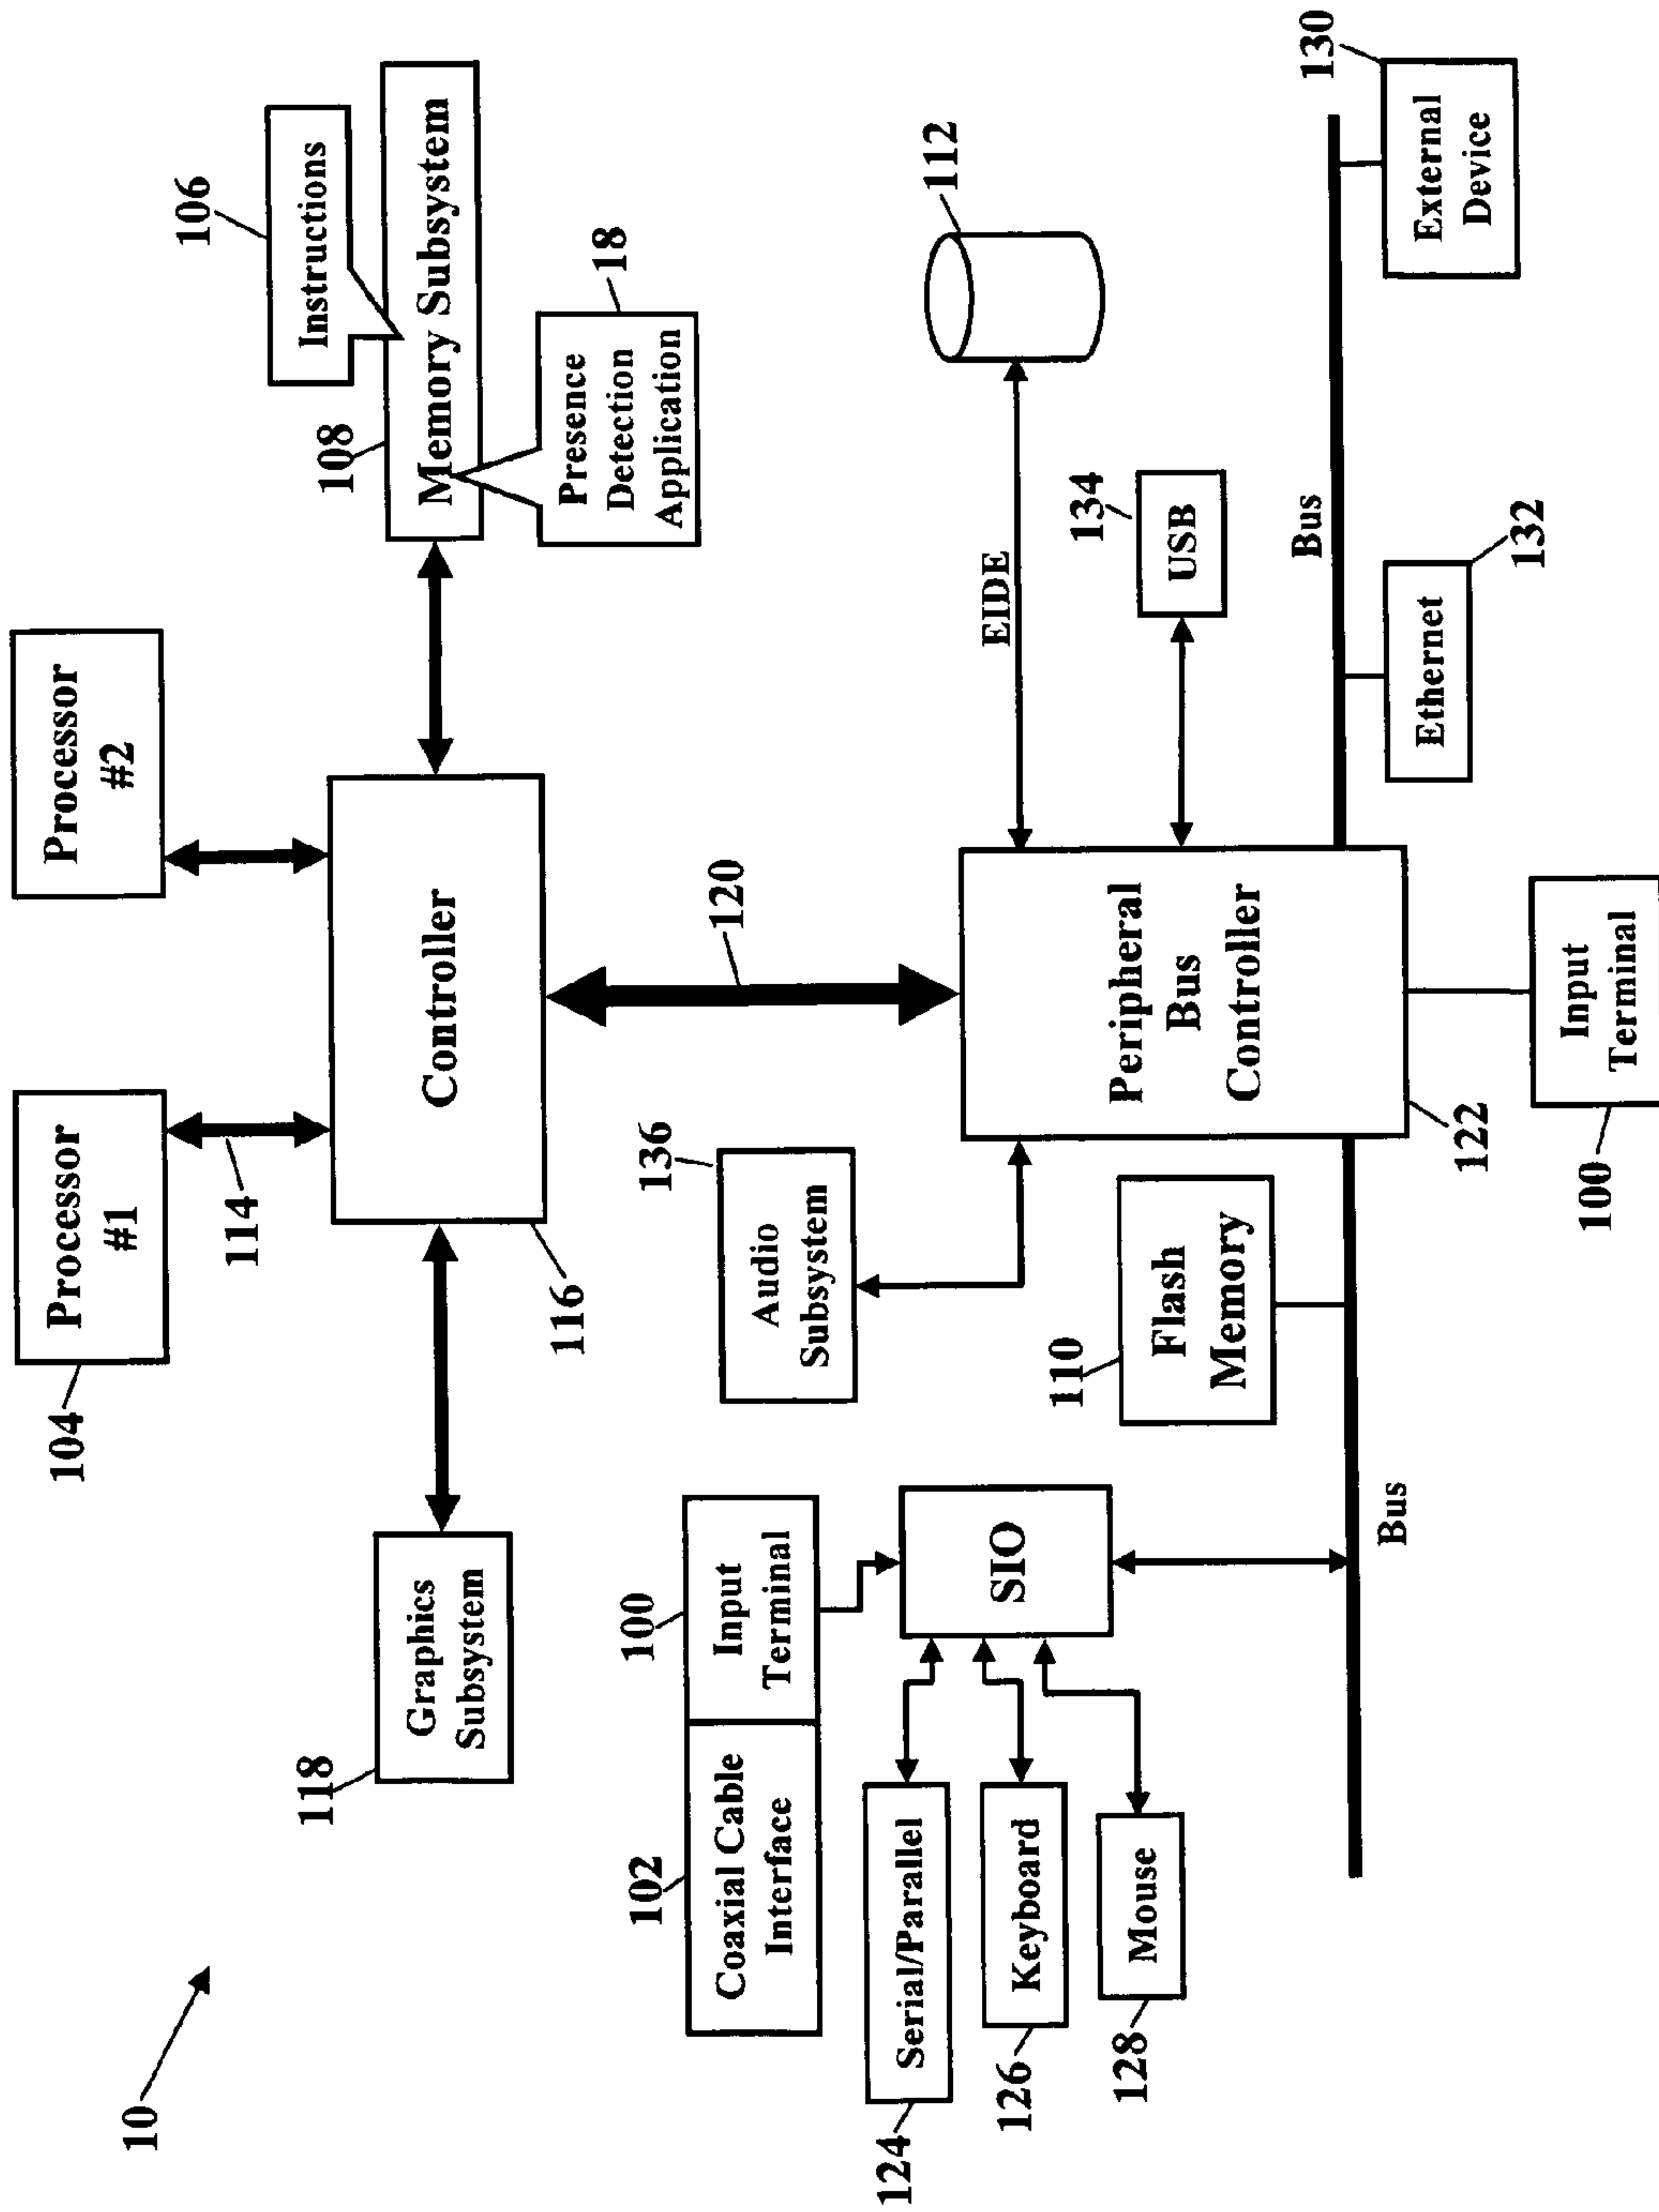 10
104
Processor
#1
114
Processor
#2
118
Graphics
Subsystem
116
Controller
108
Memory Subsystem
106
Instructions
18
Presence
Detection
Application
120
102
Coaxial Cable
Interface
100
Input
Terminal
136
Audio
Subsystem
124
Serial/Parallel
126
Keyboard
128
Mouse
SIO
110
Flash
Memory
Bus
Peripheral
Bus
Controller
122
EIDE
112
134
USB
Bus
Ethernet
132
External
Device
130
100
Input
Terminal